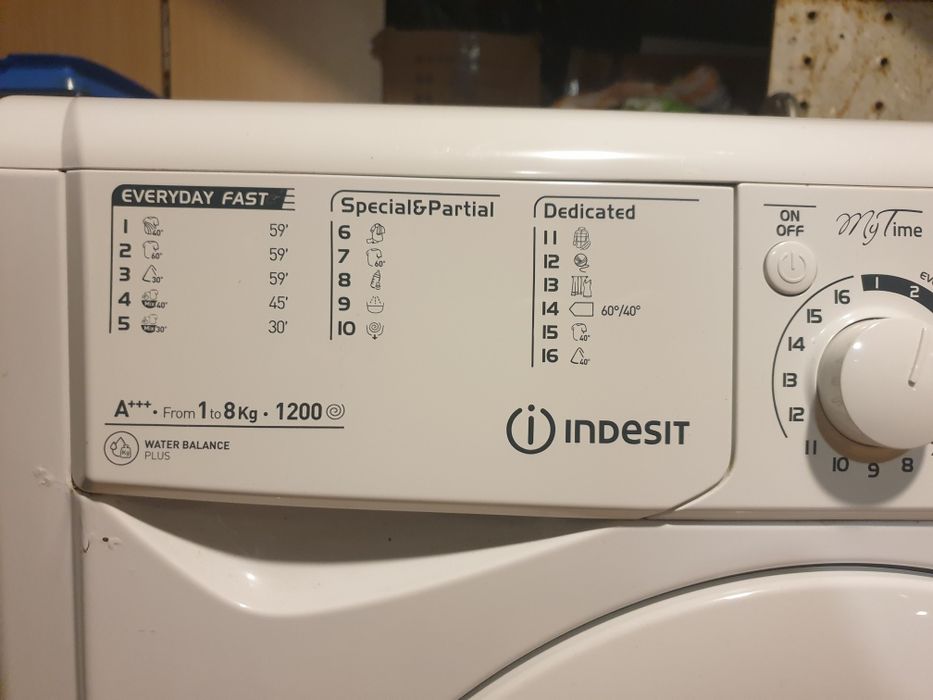 EVERYDAY FAST
1 40° 59'
2 60° 59'
3 30° 59'
4 Mix 40° 45'
5 Mix 30° 30'
Special&Partial
6
7 60°
8
9
10
Dedicated
11
12
13
14 60°/40°
15 40°
16 40°
A+++ • From 1 to 8Kg • 1200
Kg WATER BALANCE
PLUS
INDESIT
ON
OFF
MyTime
1
2
16
15
14
13
12
11
10
9
8